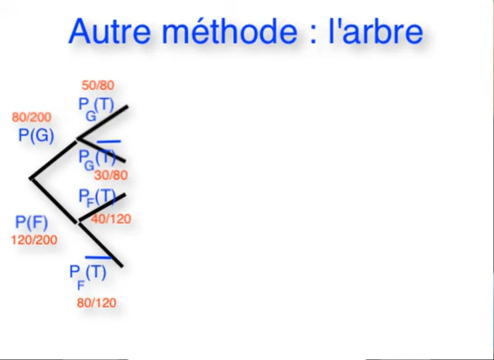 Autre méthode : l'arbre
50/80
P_G(T)
80/200
P(G)
P_G(T̅)
30/80
P_F(T)
40/120
P(F)
120/200
P_F(T̅)
80/120